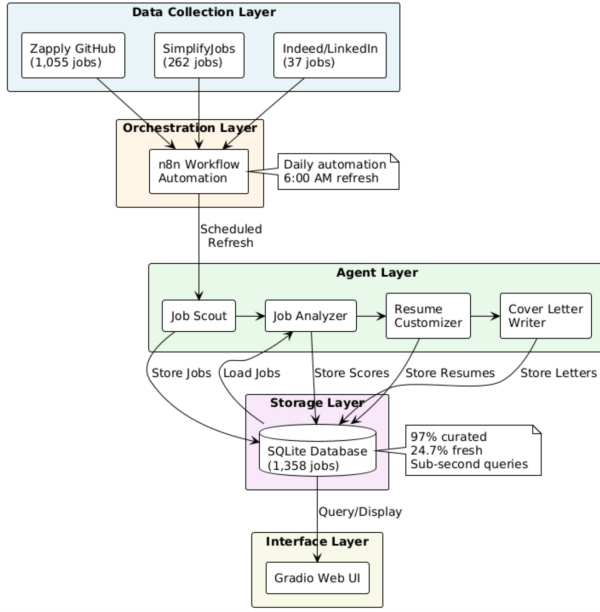 Data Collection Layer
Zapply GitHub
(1,055 jobs)
SimplifyJobs
(262 jobs)
Indeed/LinkedIn
(37 jobs)
Orchestration Layer
n8n Workflow
Automation
Daily automation
6:00 AM refresh
Scheduled
Refresh
Agent Layer
Job Scout
Job Analyzer
Resume
Customizer
Cover Letter
Writer
Store Jobs
Load Jobs
Store Scores
Store Resumes
Store Letters
Storage Layer
SQLite Database
(1,358 jobs)
97% curated
24.7% fresh
Sub-second queries
Query/Display
Interface Layer
Gradio Web UI